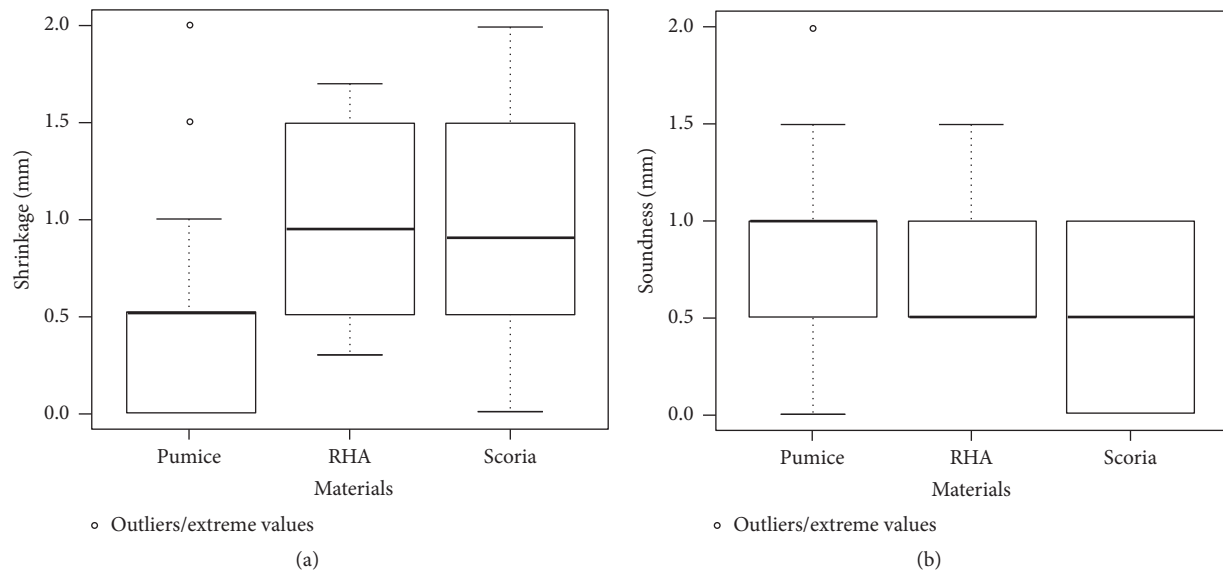 2.0
1.5
1.0
0.5
0.0
Shrinkage (mm)
Pumice RHA Scoria
Materials
Outliers/extreme values
(a)
2.0
1.5
1.0
0.5
0.0
Soundness (mm)
Pumice RHA Scoria
Materials
Outliers/extreme values
(b)